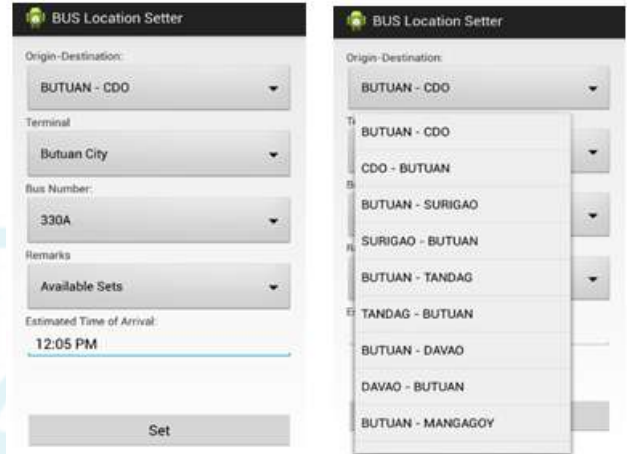 BUS Location Setter
Origin-Destination:
BUTUAN - CDO
Terminal
Butuan City
Bus Number:
330A
Remarks
Available Sets
Estimated Time of Arrival:
12:05 PM
Set
BUS Location Setter
Origin-Destination:
BUTUAN - CDO
BUTUAN - CDO
CDO - BUTUAN
BUTUAN - SURIGAO
SURIGAO - BUTUAN
BUTUAN - TANDAG
TANDAG - BUTUAN
BUTUAN - DAVAO
DAVAO - BUTUAN
BUTUAN - MANGAGOY